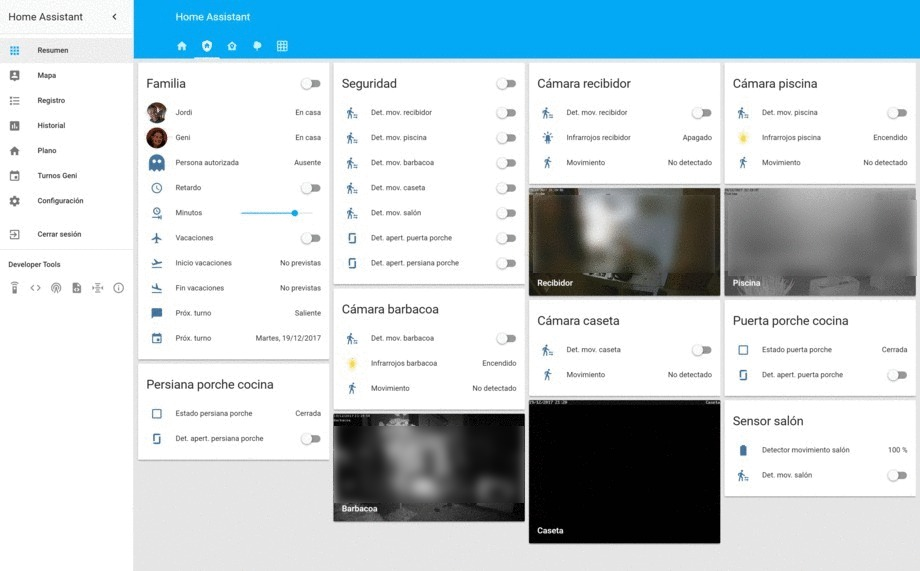 Home Assistant
Resumen
Mapa
Registro
Historial
Plano
Turnos Geni
Configuración
Cerrar sesión
Developer Tools
Home Assistant
Familia
Jordi En casa
Geni En casa
Persona autorizada Ausente
Retardo
Minutos
Vacaciones
Inicio vacaciones No previstas
Fin vacaciones No previstas
Próx. turno Saliente
Próx. turno Martes, 19/12/2017
Persiana porche cocina
Estado persiana porche Cerrada
Det. apert. persiana porche
Seguridad
Det. mov. recibidor
Det. mov. piscina
Det. mov. barbacoa
Det. mov. caseta
Det. mov. salón
Det. apert. puerta porche
Det. apert. persiana porche
Cámara barbacoa
Det. mov. barbacoa
Infrarrojos barbacoa Encendido
Movimiento No detectado
Barbacoa
Cámara recibidor
Det. mov. recibidor
Infrarrojos recibidor Apagado
Movimiento No detectado
Recibidor
Cámara caseta
Det. mov. caseta
Movimiento No detectado
Caseta
Caseta
Cámara piscina
Det. mov. piscina
Infrarrojos piscina Encendido
Movimiento No detectado
Piscina
Puerta porche cocina
Estado puerta porche Cerrada
Det. apert. puerta porche
Sensor salón
Detector movimiento salón 100 %
Det. mov. salón